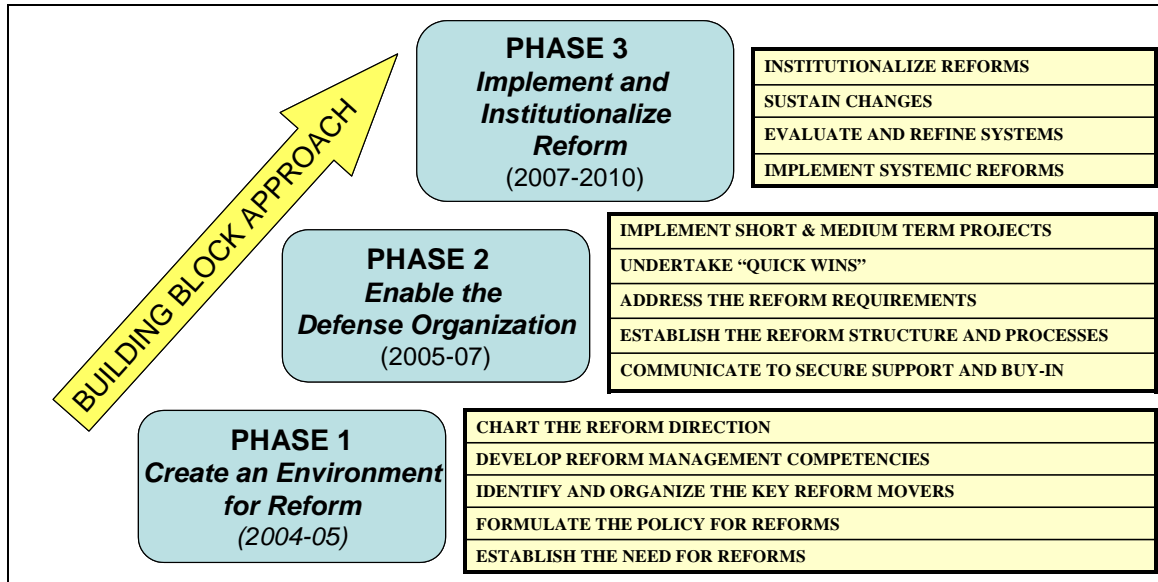 BUILDING BLOCK APPROACH
PHASE 3
Implement and
Institutionalize
Reform
(2007-2010)
INSTITUTIONALIZE REFORMS
SUSTAIN CHANGES
EVALUATE AND REFINE SYSTEMS
IMPLEMENT SYSTEMIC REFORMS
PHASE 2
Enable the
Defense Organization
(2005-07)
IMPLEMENT SHORT & MEDIUM TERM PROJECTS
UNDERTAKE “QUICK WINS”
ADDRESS THE REFORM REQUIREMENTS
ESTABLISH THE REFORM STRUCTURE AND PROCESSES
COMMUNICATE TO SECURE SUPPORT AND BUY-IN
PHASE 1
Create an Environment
for Reform
(2004-05)
CHART THE REFORM DIRECTION
DEVELOP REFORM MANAGEMENT COMPETENCIES
IDENTIFY AND ORGANIZE THE KEY REFORM MOVERS
FORMULATE THE POLICY FOR REFORMS
ESTABLISH THE NEED FOR REFORMS